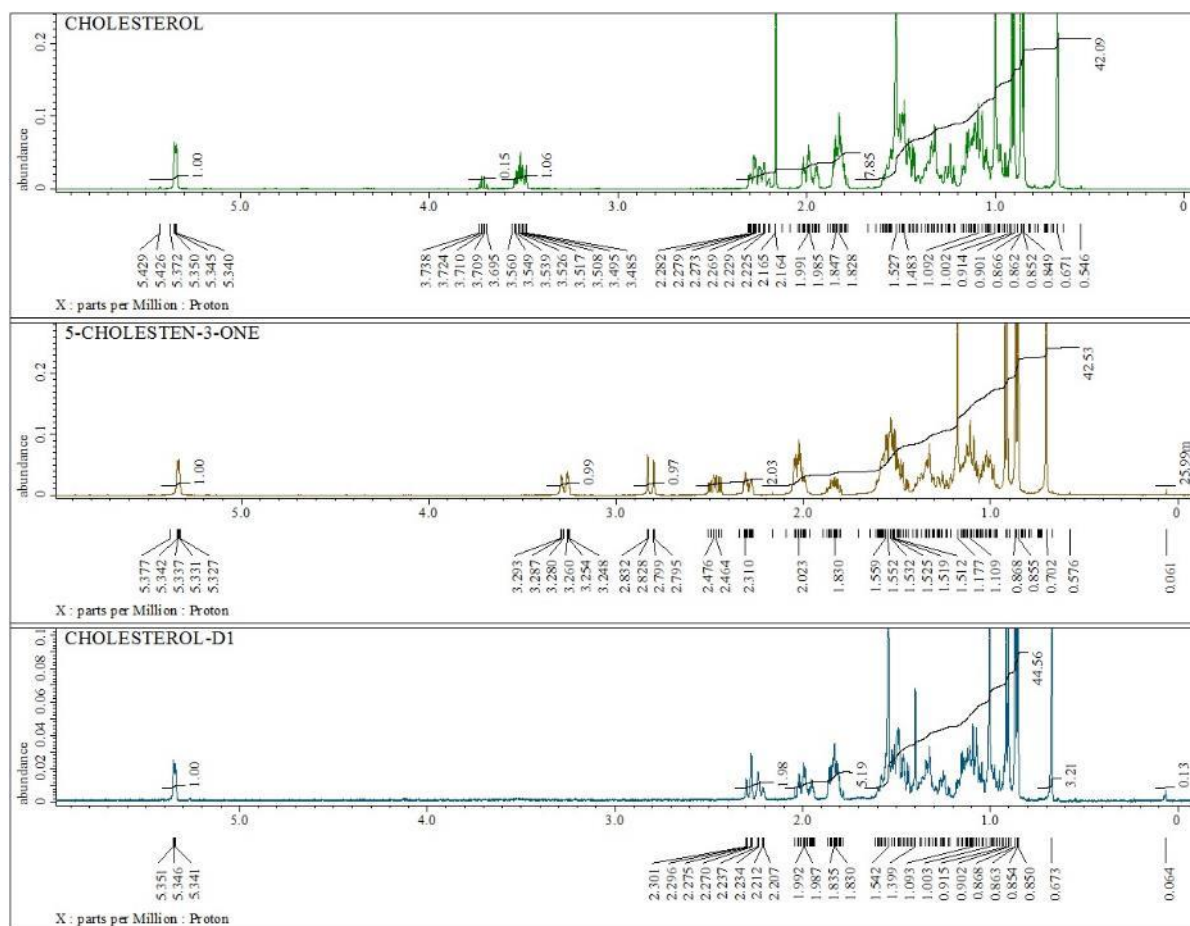 CHOLESTEROL
abundance
0 0.1 0.2
1.00 0.15 1.06 7.85 42.09
5.0 4.0 3.0 2.0 1.0 0
5.429 5.426 5.372 5.350 5.345 5.340 3.738 3.724 3.710 3.709 3.695 3.560 3.549 3.539 3.526 3.517 3.508 3.495 3.485 2.282 2.279 2.273 2.269 2.229 2.225 2.165 2.164 1.991 1.985 1.847 1.828 1.527 1.483 1.092 1.002 0.914 0.901 0.866 0.862 0.852 0.849 0.671 0.546
X : parts per Million : Proton
5-CHOLESTEN-3-ONE
abundance
0 0.1 0.2
1.00 0.99 0.97 2.03 42.53 25.99m
5.0 4.0 3.0 2.0 1.0 0
5.377 5.342 5.337 5.331 5.327 3.293 3.287 3.280 3.260 3.254 3.248 2.832 2.828 2.799 2.795 2.476 2.464 2.310 2.023 1.830 1.559 1.552 1.532 1.525 1.519 1.512 1.177 1.109 0.868 0.855 0.702 0.576 0.061
X : parts per Million : Proton
CHOLESTEROL-D1
abundance
0 0.02 0.04 0.06 0.08 0.1
1.00 1.98 5.19 44.56 3.21 0.13
5.0 4.0 3.0 2.0 1.0 0
5.351 5.346 5.341 2.301 2.296 2.275 2.270 2.237 2.234 2.212 2.207 1.992 1.987 1.835 1.830 1.542 1.399 1.093 1.003 0.915 0.902 0.868 0.863 0.854 0.850 0.673 0.064
X : parts per Million : Proton